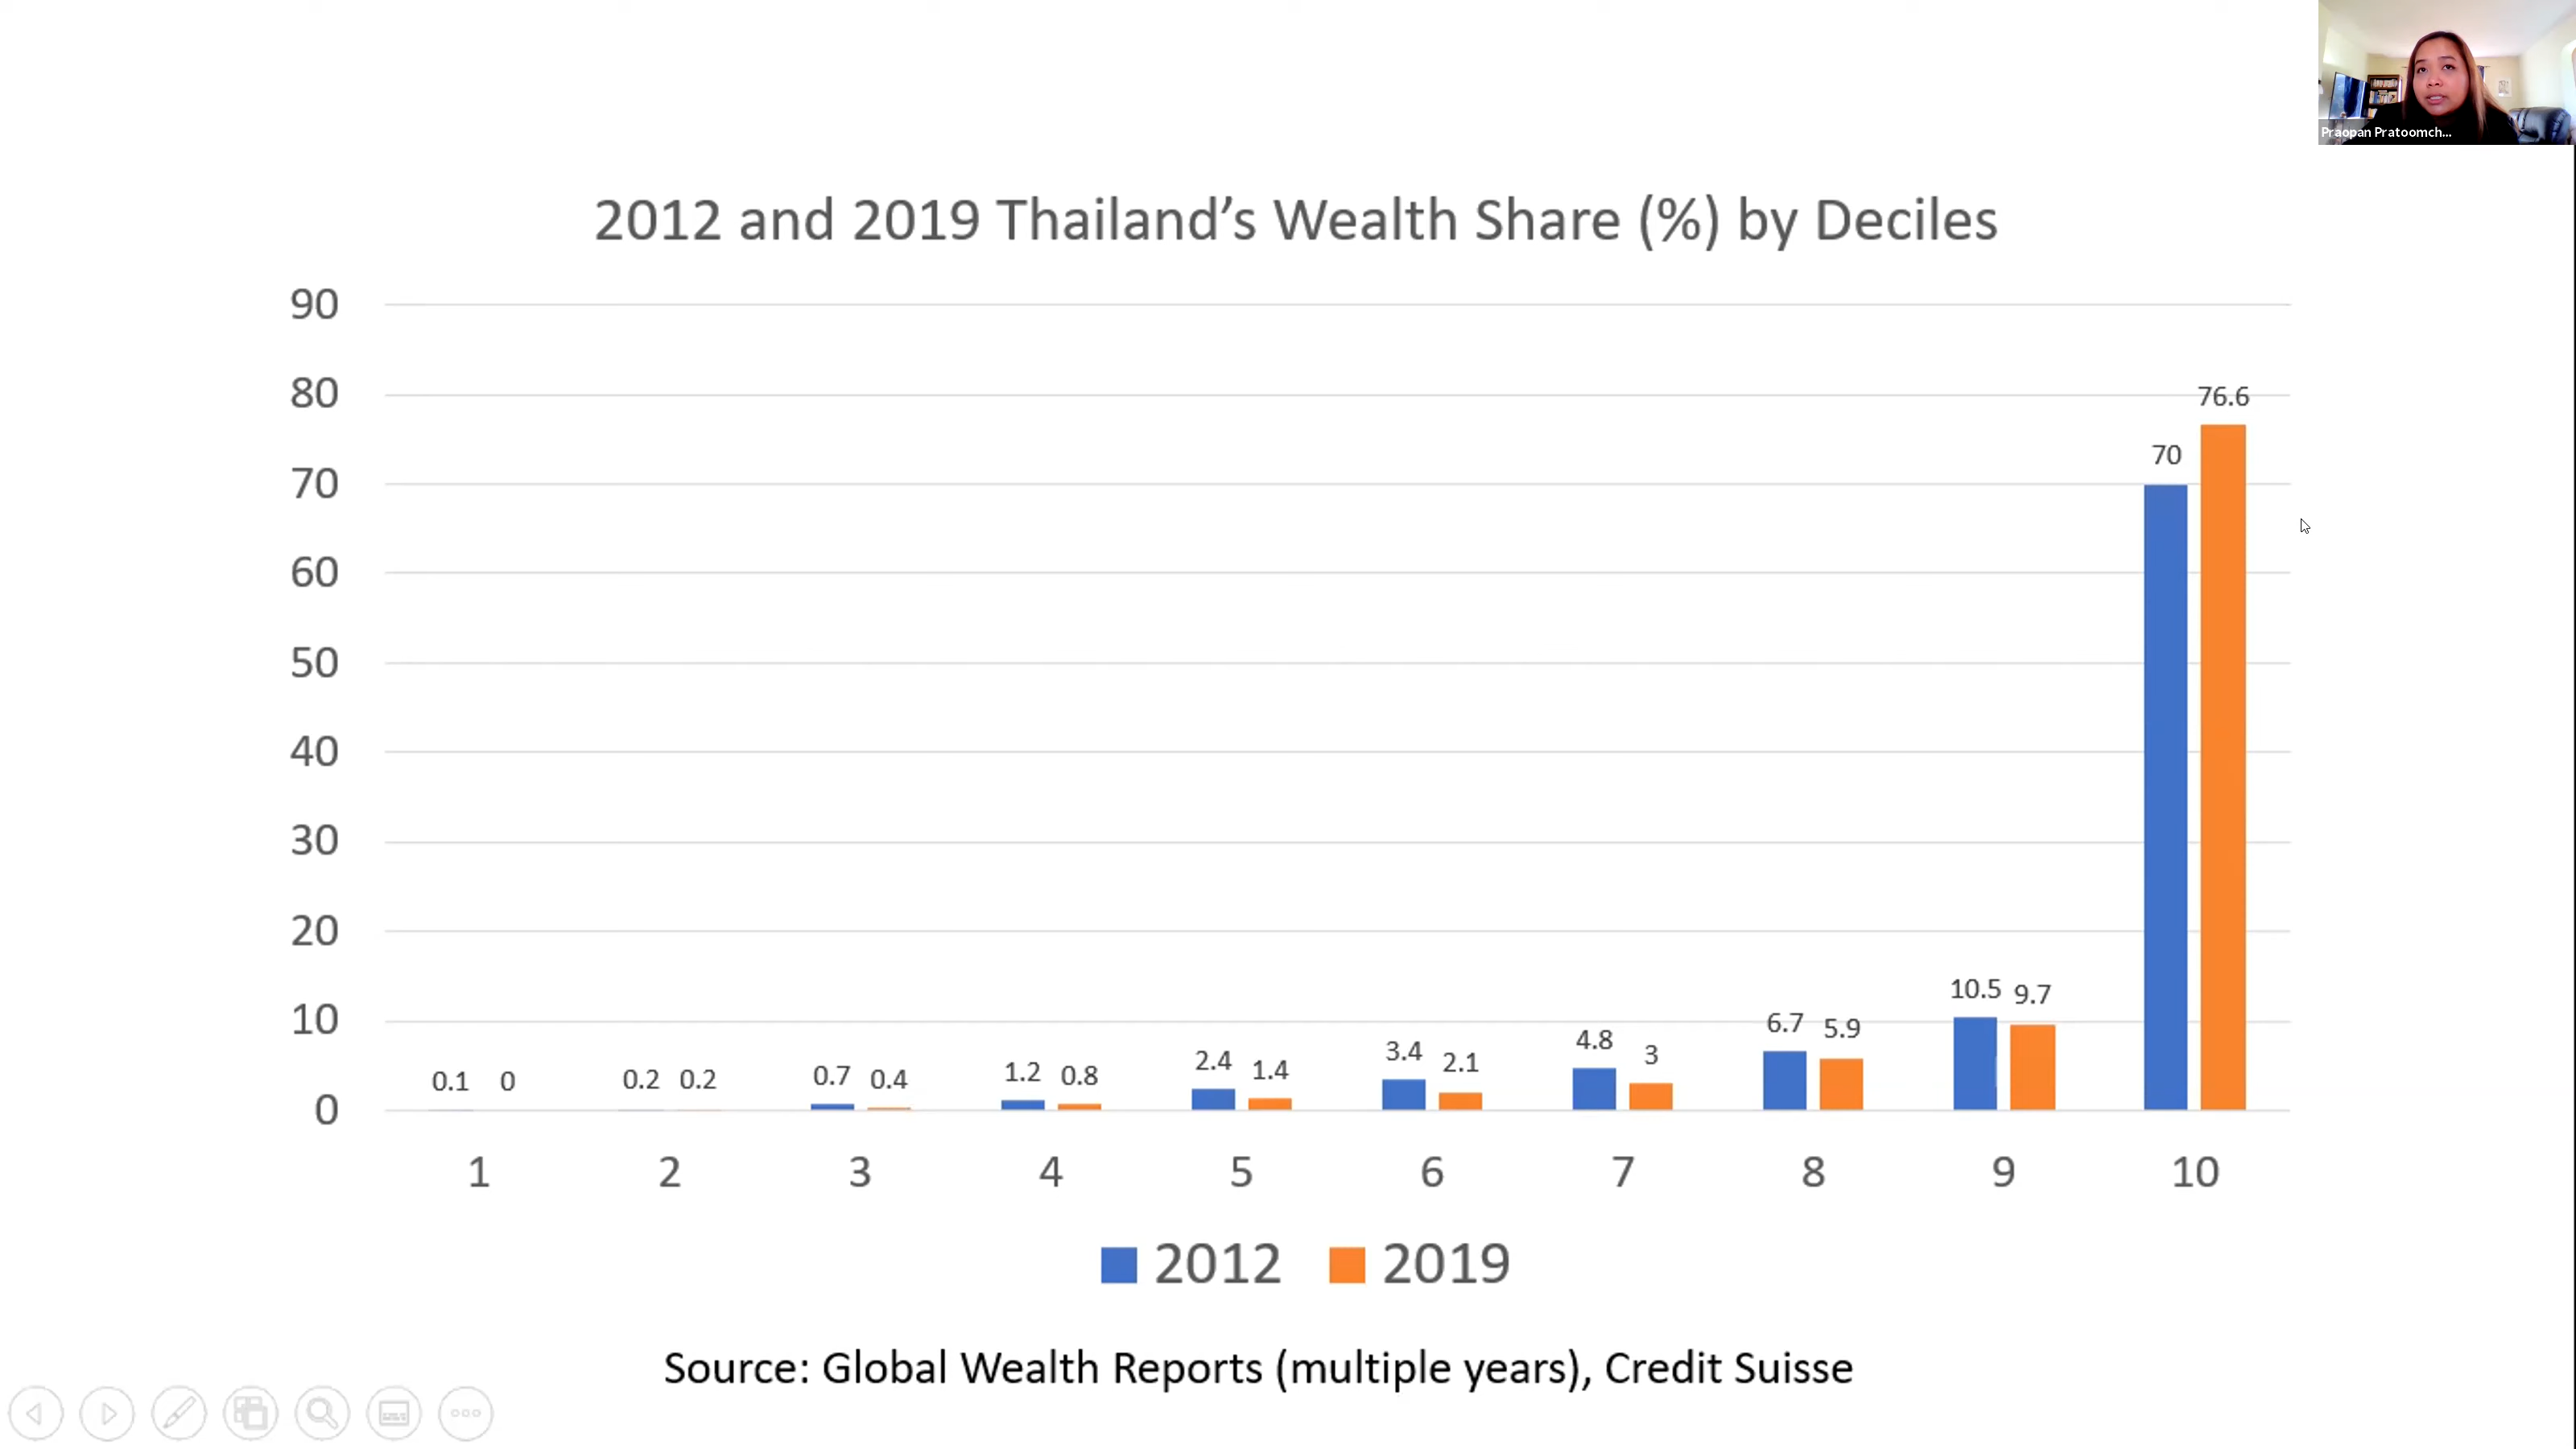 Praopan Pratoomch...
2012 and 2019 Thailand's Wealth Share (%) by Deciles
90
80
70
60
50
40
30
20
10
0
0.1 0 0.2 0.2 0.7 0.4 1.2 0.8 2.4 1.4 3.4 2.1 4.8 3 6.7 5.9 10.5 9.7 70 76.6
1 2 3 4 5 6 7 8 9 10
2012 2019
Source: Global Wealth Reports (multiple years), Credit Suisse